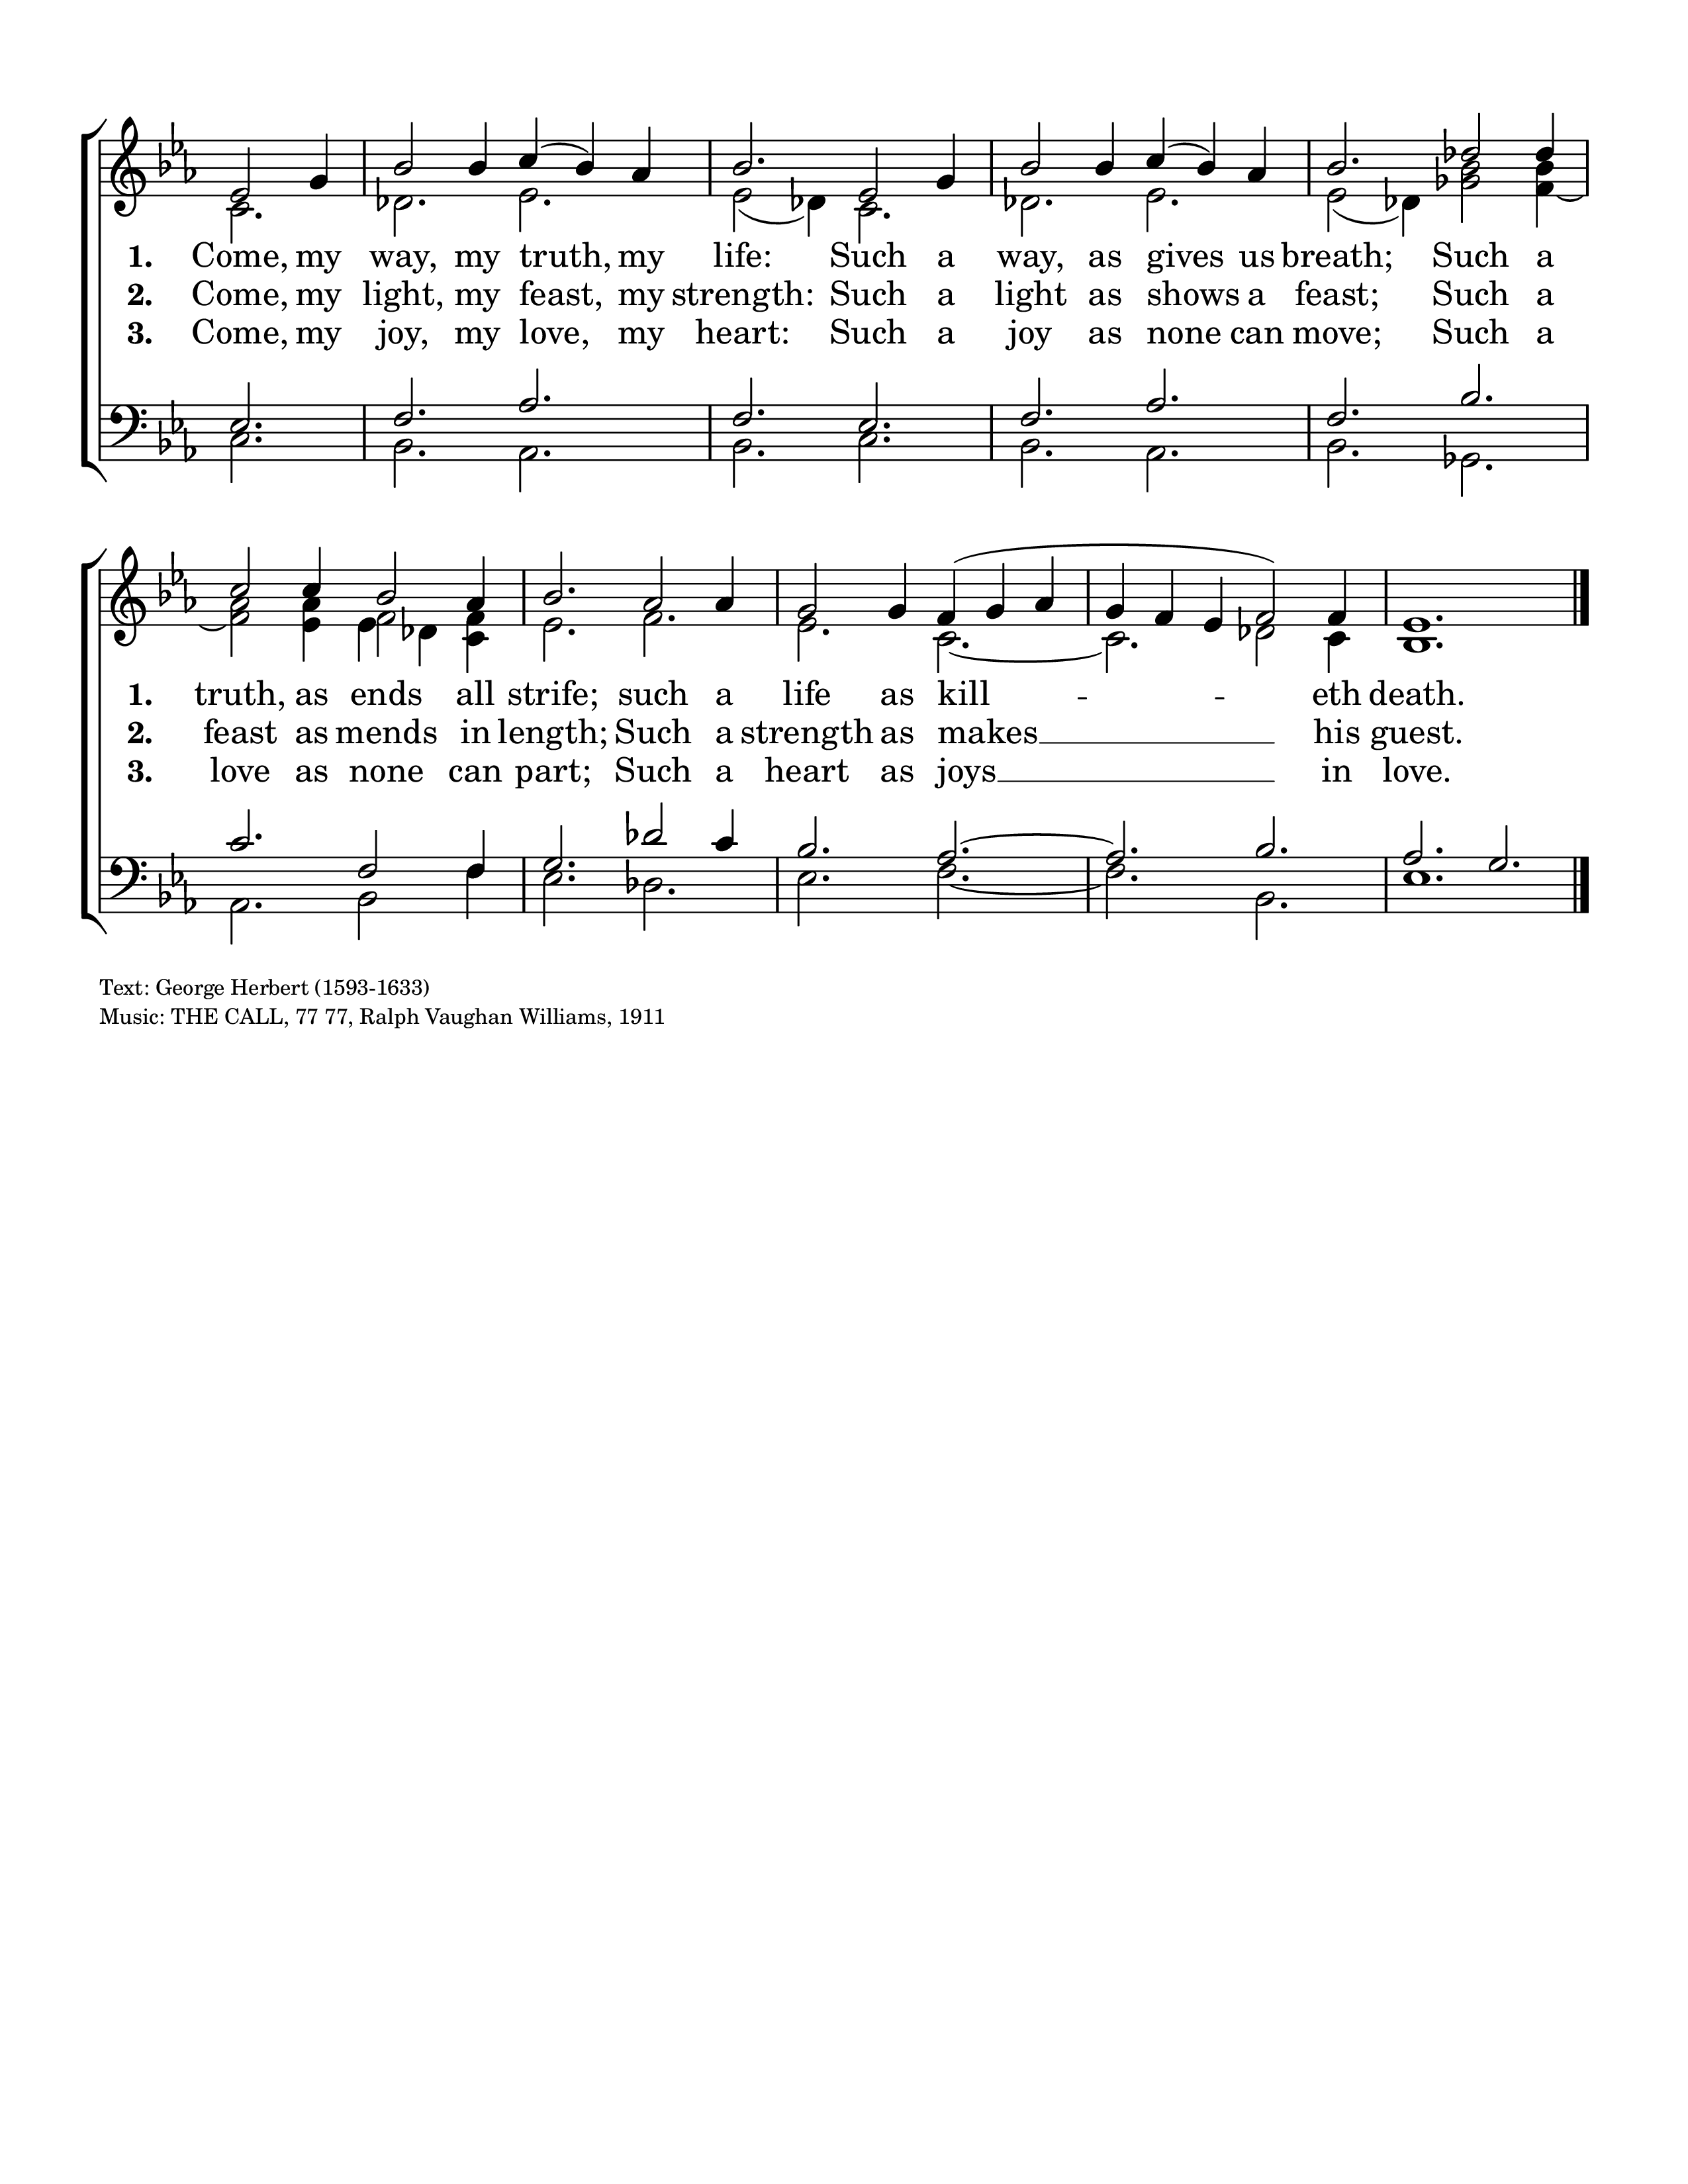 1. Come, my way, my truth, my life: Such a way, as gives us breath; Such a
2. Come, my light, my feast, my strength: Such a light as shows a feast; Such a
3. Come, my joy, my love, my heart: Such a joy as none can move; Such a
1. truth, as ends all strife; such a life as kill - - - eth death.
2. feast as mends in length; Such a strength as makes __ his guest.
3. love as none can part; Such a heart as joys __ in love.
Text: George Herbert (1593-1633)
Music: THE CALL, 77 77, Ralph Vaughan Williams, 1911